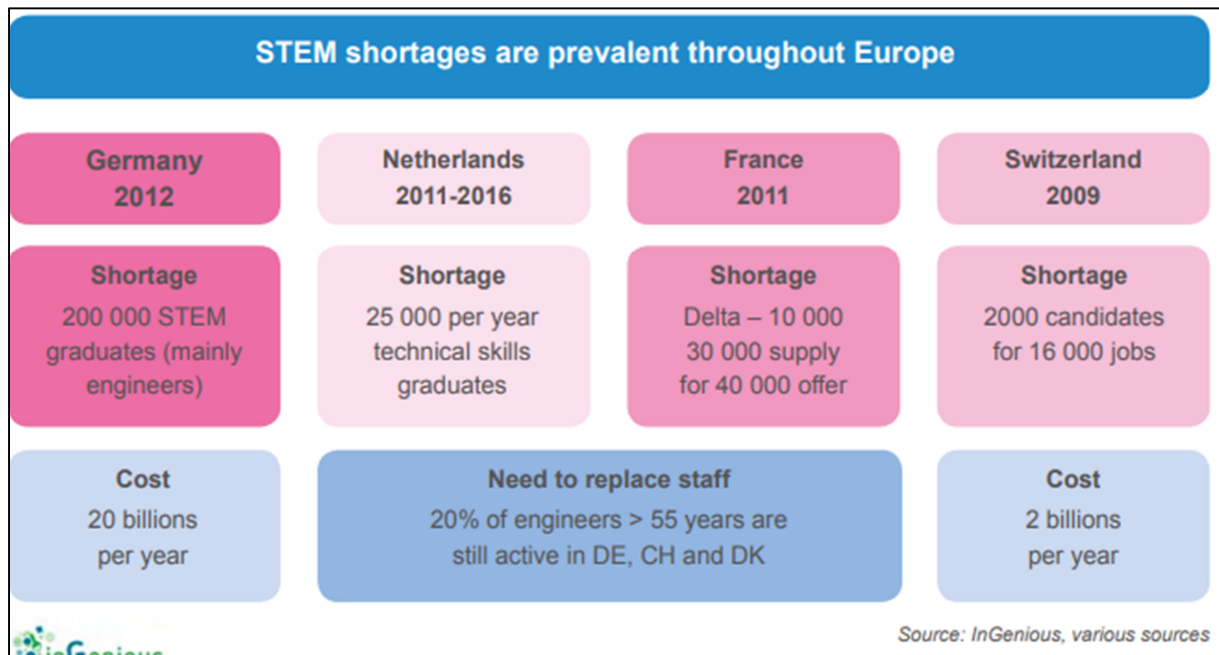 STEM shortages are prevalent throughout Europe
Germany
2012
Netherlands
2011-2016
France
2011
Switzerland
2009
Shortage
200 000 STEM
graduates (mainly
engineers)
Shortage
25 000 per year
technical skills
graduates
Shortage
Delta – 10 000
30 000 supply
for 40 000 offer
Shortage
2000 candidates
for 16 000 jobs
Cost
20 billions
per year
Need to replace staff
20% of engineers > 55 years are
still active in DE, CH and DK
Cost
2 billions
per year
inGenious
Source: InGenious, various sources